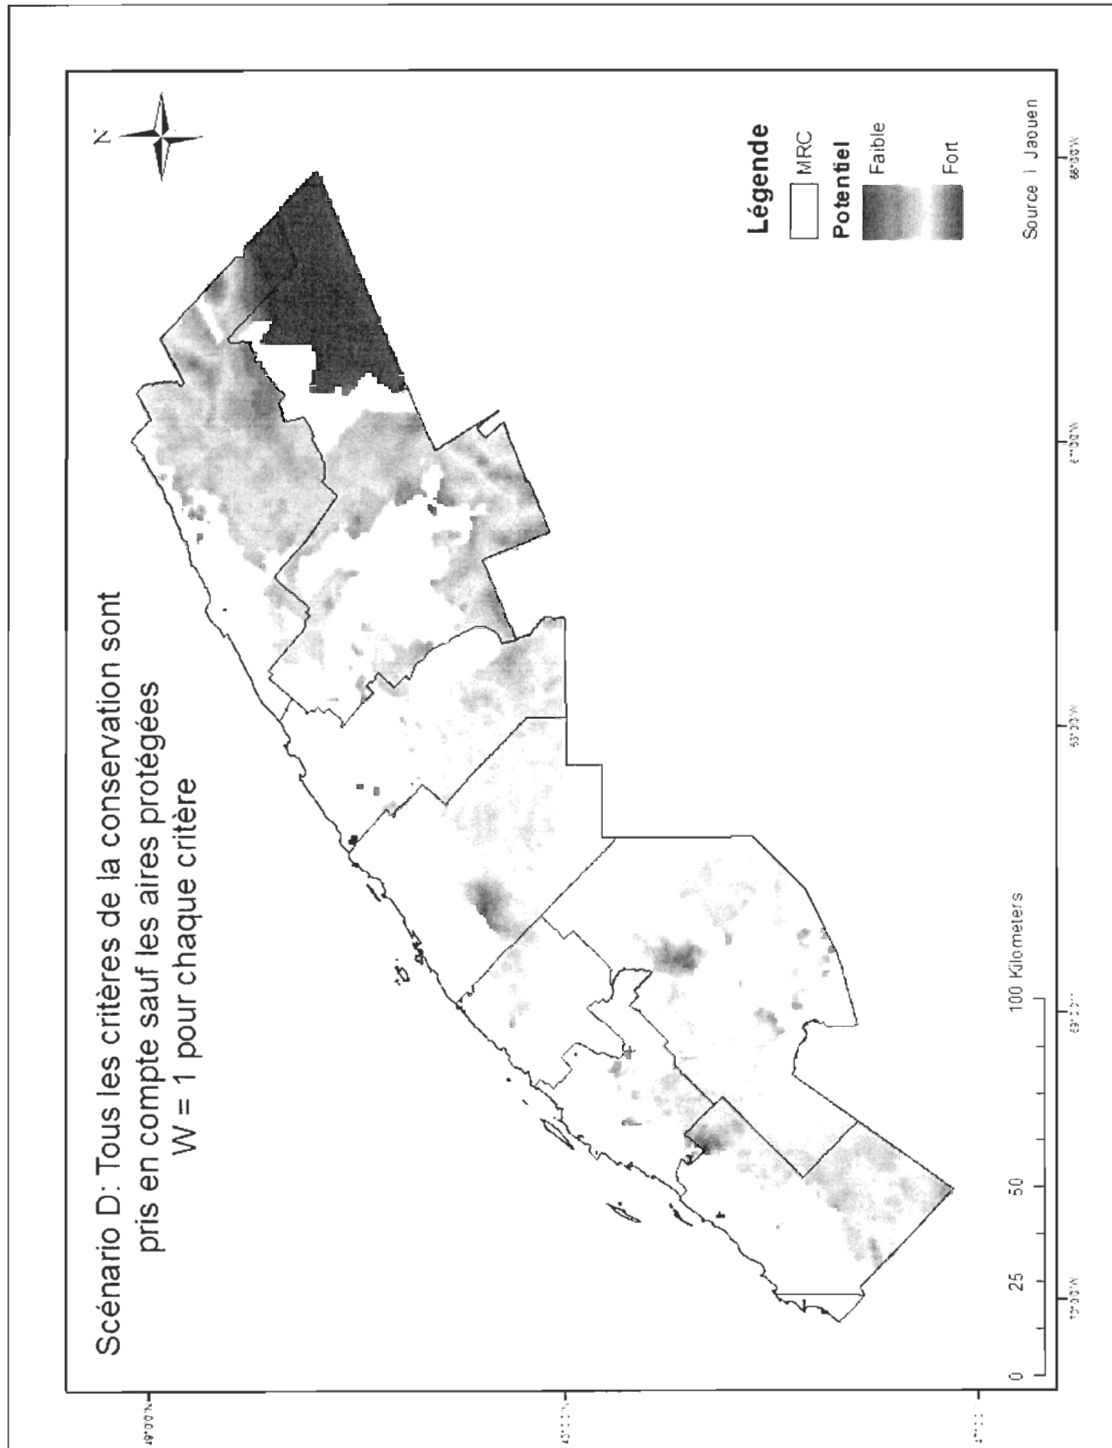 Scénario D: Tous les critères de la conservation sont
pris en compte sauf les aires protégées
W = 1 pour chaque critère
N
Légende
MRC
Potentiel
Faible
Fort
Source I Jaouen
0 25 50 100 Kilometers